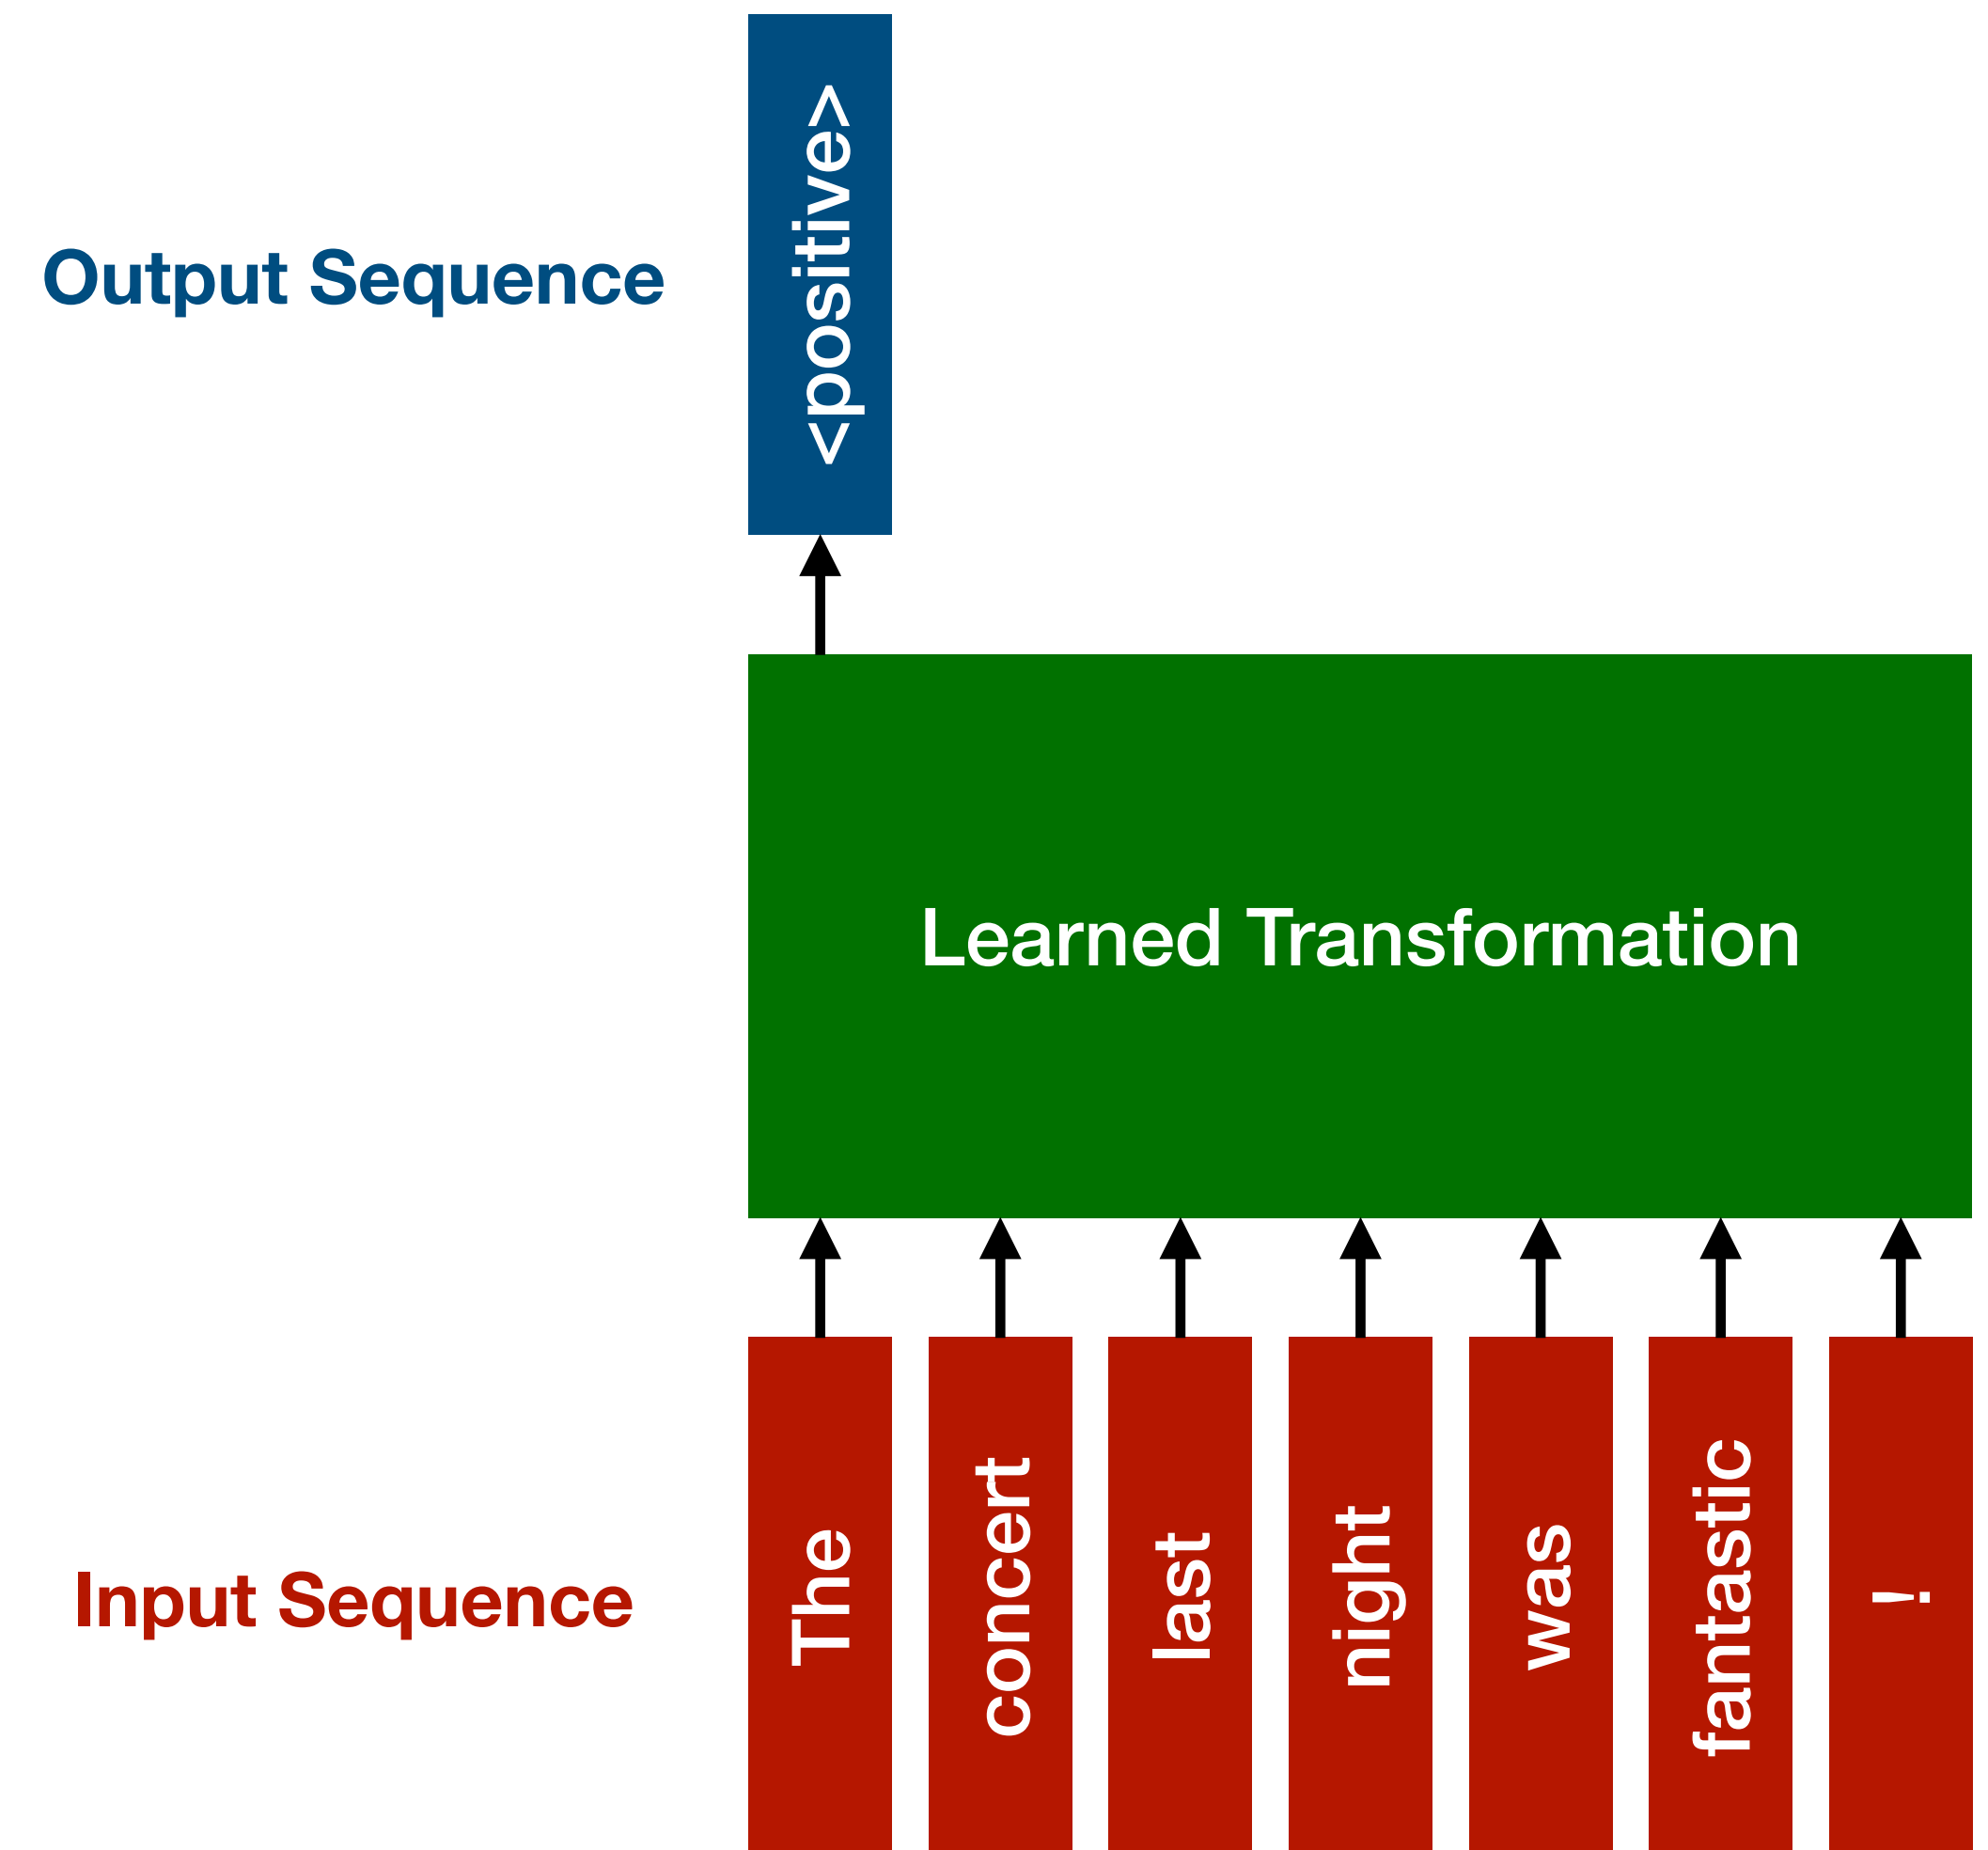 <positive>
Output Sequence
Learned Transformation
Input Sequence
The
concert
last
night
was
fantastic
!